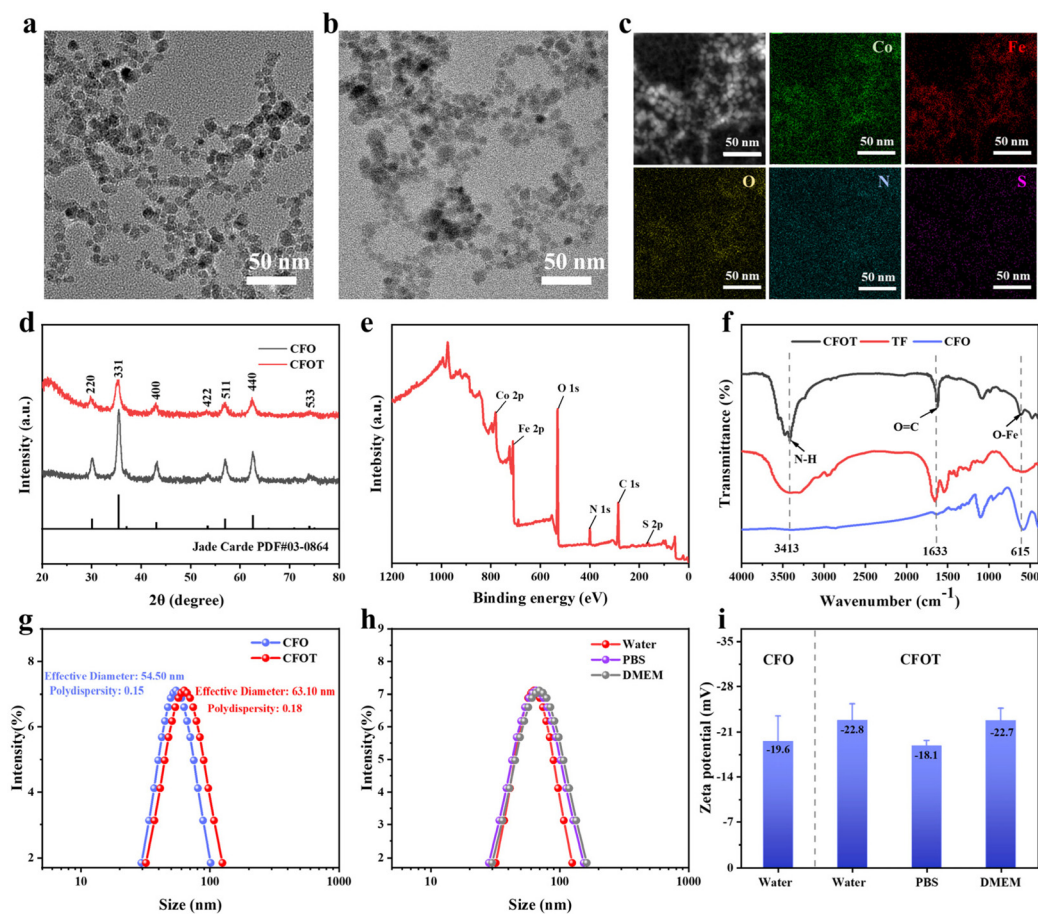 a
b
c
Co
Fe
50 nm
50 nm
50 nm
50 nm
50 nm
O
N
S
50 nm
50 nm
50 nm
d
CFO
CFOT
220
331
400
422
511
440
533
Intensity (a.u.)
Jade Carde PDF#03-0864
20 30 40 50 60 70 80
2θ (degree)
e
O 1s
Co 2p
Fe 2p
C 1s
N 1s
S 2p
Intebsity (a.u.)
1200 1000 800 600 400 200 0
Binding energy (eV)
f
CFOT TF CFO
O=C
O-Fe
N-H
Transmittance (%)
3413 1633 615
4000 3500 3000 2500 2000 1500 1000 500
Wavenumber (cm-1)
g
CFO
CFOT
Effective Diameter: 54.50 nm
Polydispersity: 0.15
Effective Diameter: 63.10 nm
Polydispersity: 0.18
Intensity(%)
9
8
7
6
5
4
3
2
10 100 1000
Size (nm)
h
Water
PBS
DMEM
Intensity(%)
9
8
7
6
5
4
3
2
10 100 1000
Size (nm)
i
CFO CFOT
Zeta potential (mV)
-35
-28
-21
-14
-7
0
-19.6
-22.8
-18.1
-22.7
Water Water PBS DMEM